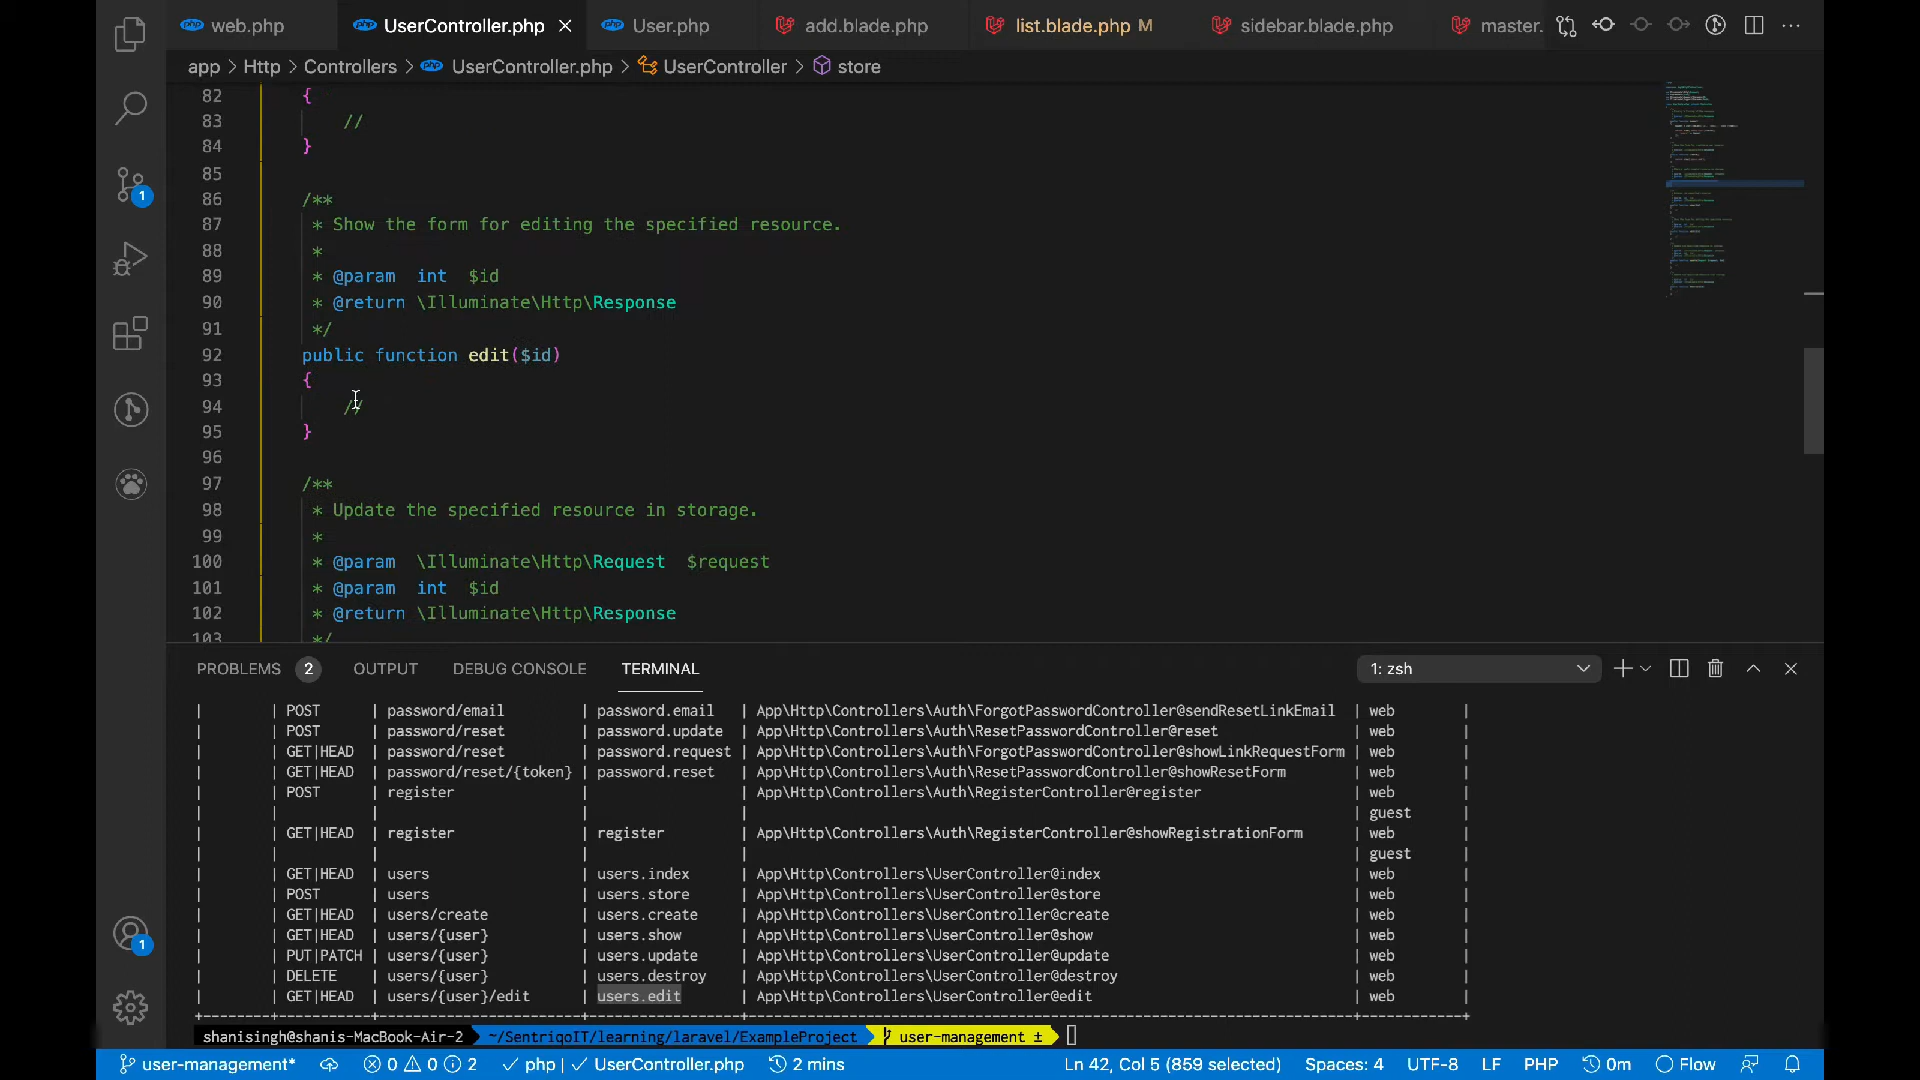 web.php UserController.php User.php add.blade.php list.blade.php M sidebar.blade.php master.
app > Http > Controllers > UserController.php > UserController > store
82 {
83 //
84 }
85
86 /**
87 * Show the form for editing the specified resource.
88 *
89 * @param int $id
90 * @return \Illuminate\Http\Response
91 */
92 public function edit($id)
93 {
94 //
95 }
96
97 /**
98 * Update the specified resource in storage.
99 *
100 * @param \Illuminate\Http\Request $request
101 * @param int $id
102 * @return \Illuminate\Http\Response
103 */
PROBLEMS 2 OUTPUT DEBUG CONSOLE TERMINAL 1: zsh
| | POST | password/email | password.email | App\Http\Controllers\Auth\ForgotPasswordController@sendResetLinkEmail | web |
| | POST | password/reset | password.update | App\Http\Controllers\Auth\ResetPasswordController@reset | web |
| | GET|HEAD | password/reset | password.request | App\Http\Controllers\Auth\ForgotPasswordController@showLinkRequestForm | web |
| | GET|HEAD | password/reset/{token} | password.reset | App\Http\Controllers\Auth\ResetPasswordController@showResetForm | web |
| | POST | register | | App\Http\Controllers\Auth\RegisterController@register | web |
| | | | | | guest |
| | GET|HEAD | register | register | App\Http\Controllers\Auth\RegisterController@showRegistrationForm | web |
| | | | | | guest |
| | GET|HEAD | users | users.index | App\Http\Controllers\UserController@index | web |
| | POST | users | users.store | App\Http\Controllers\UserController@store | web |
| | GET|HEAD | users/create | users.create | App\Http\Controllers\UserController@create | web |
| | GET|HEAD | users/{user} | users.show | App\Http\Controllers\UserController@show | web |
| | PUT|PATCH | users/{user} | users.update | App\Http\Controllers\UserController@update | web |
| | DELETE | users/{user} | users.destroy | App\Http\Controllers\UserController@destroy | web |
| | GET|HEAD | users/{user}/edit | users.edit | App\Http\Controllers\UserController@edit | web |
shanisingh@shanis-MacBook-Air-2 ~/SentriqoIT/learning/laravel/ExampleProject user-management ±
user-management* 0 0 2 php UserController.php 2 mins Ln 42, Col 5 (859 selected) Spaces: 4 UTF-8 LF PHP 0m Flow
1
1